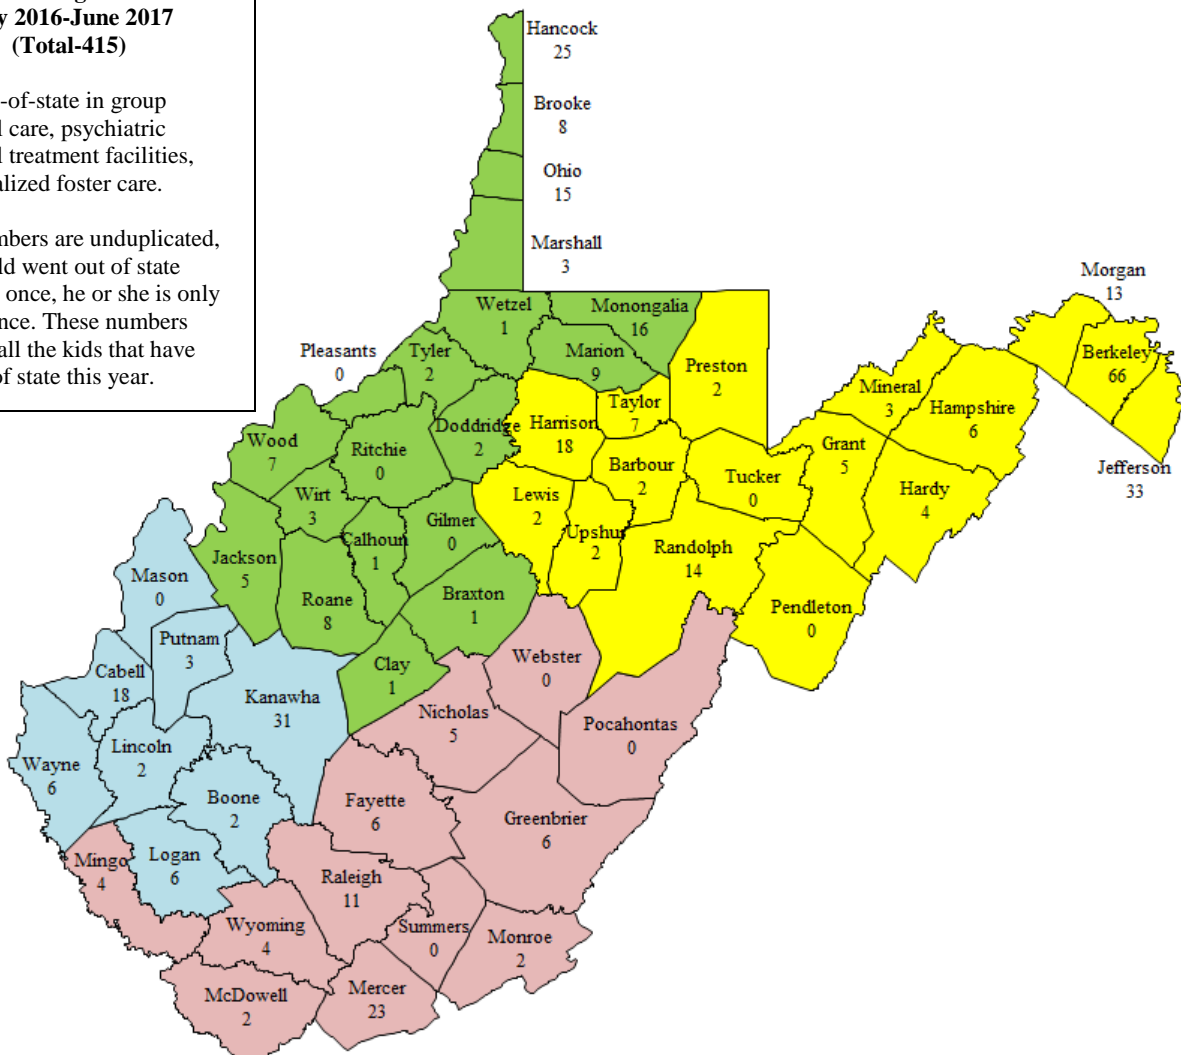 2016-June 2017
(Total-415)
-of-state in group
care, psychiatric
treatment facilities,
foster care.
are unduplicated,
went out of state
once, he or she is only
These numbers
all the kids that have
of state this year.
Hancock
25
Brooke
8
Ohio
15
Marshall
3
Wetzel
1
Monongalia
16
Morgan
13
Pleasants
0
Tyler
2
Marion
9
Preston
2
Berkeley
66
Mineral
3
Hampshire
6
Taylor
7
Wood
7
Ritchie
0
Doddridge
2
Harrison
18
Grant
5
Jefferson
33
Barbour
2
Tucker
0
Hardy
4
Wirt
3
Lewis
2
Gilmer
0
Calhoun
1
Upshur
2
Randolph
14
Jackson
5
Mason
0
Roane
8
Braxton
1
Pendleton
0
Putnam
3
Webster
0
Cabell
18
Clay
1
Kanawha
31
Nicholas
5
Pocahontas
0
Lincoln
2
Wayne
6
Boone
2
Fayette
6
Greenbrier
6
Mingo
4
Logan
6
Raleigh
11
Wyoming
4
Summers
0
Monroe
2
McDowell
2
Mercer
23